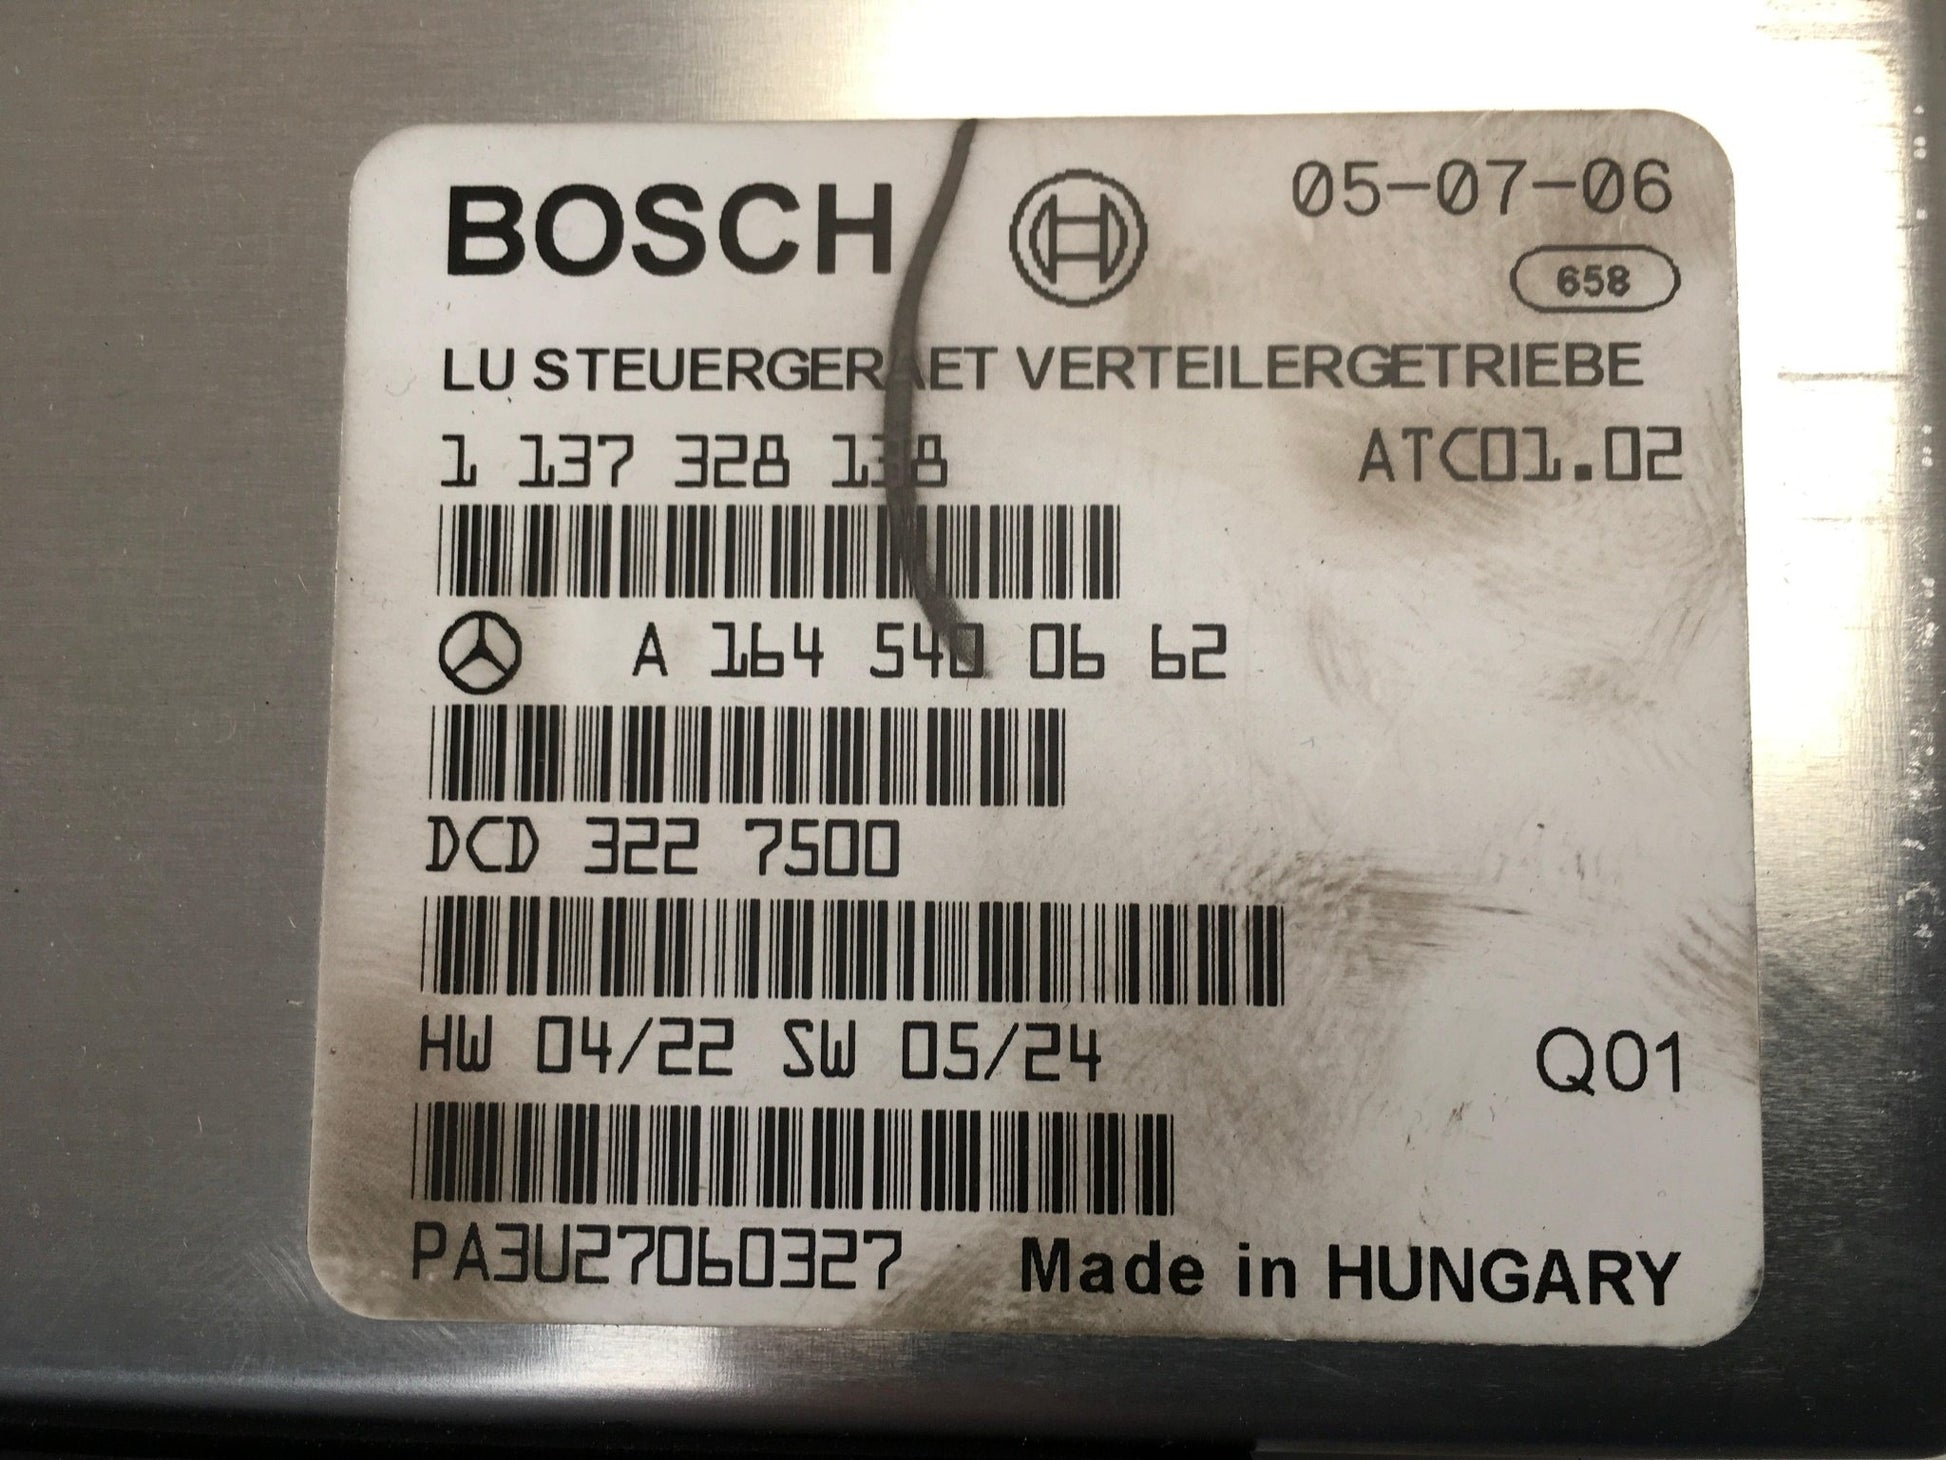 BOSCH 05-07-06
658
LU STEUERGERAET VERTEILERGETRIEBE
1 137 328 138 ATC01.02
A 164 540 06 62
DCD 322 7500
HW 04/22 SW 05/24 Q01
PA3U27060327 Made in HUNGARY